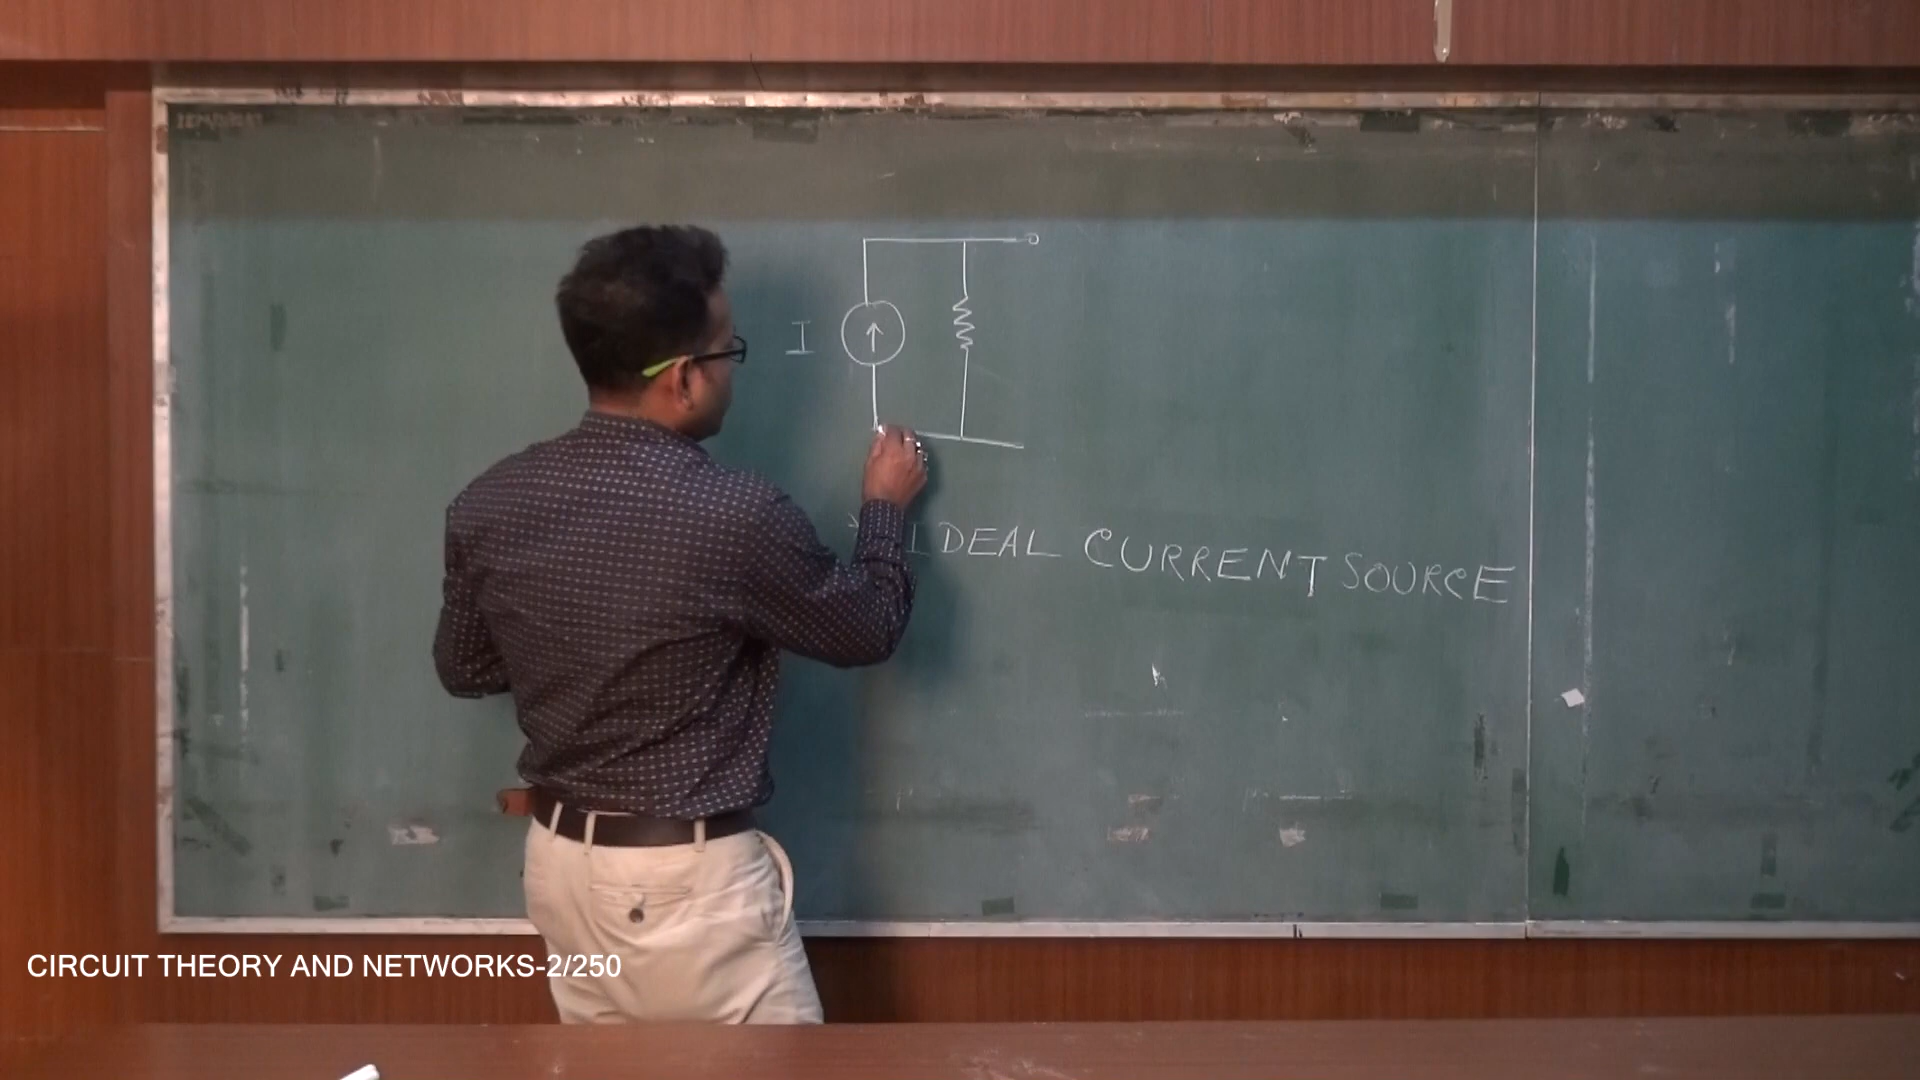 I
IDEAL CURRENT SOURCE
CIRCUIT THEORY AND NETWORKS-2/250